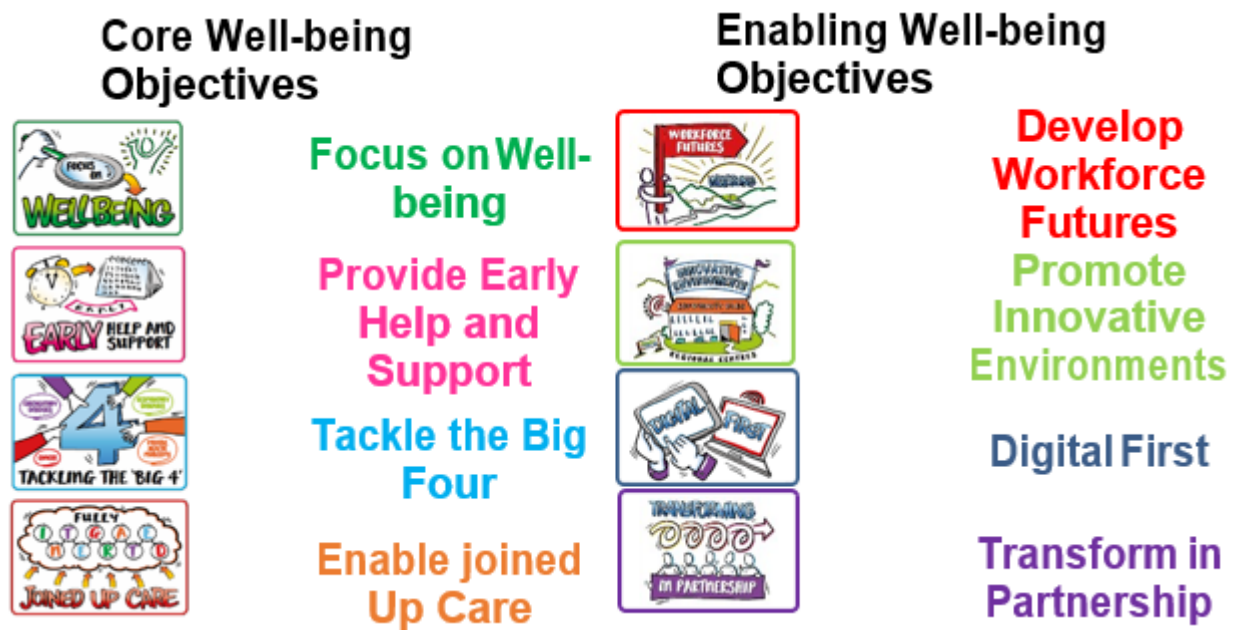 Core Well-being
Objectives
FOCUS
ON
WELLBEING
Focus on Well-
being
EARLY
EARLY HELP AND
SUPPORT
Provide Early
Help and
Support
4
TACKLING THE 'BIG 4'
Tackle the Big
Four
FULLY
I T G A E
N E R T D
JOINED UP CARE
Enable joined
Up Care
Enabling Well-being
Objectives
WORKFORCE
FUTURES
Develop
Workforce
Futures
INNOVATIVE
ENVIRONMENTS
REGIONAL CENTRES
Promote
Innovative
Environments
DIGITAL
FIRST
Digital First
TRANSFORMING
IN PARTNERSHIP
Transform in
Partnership